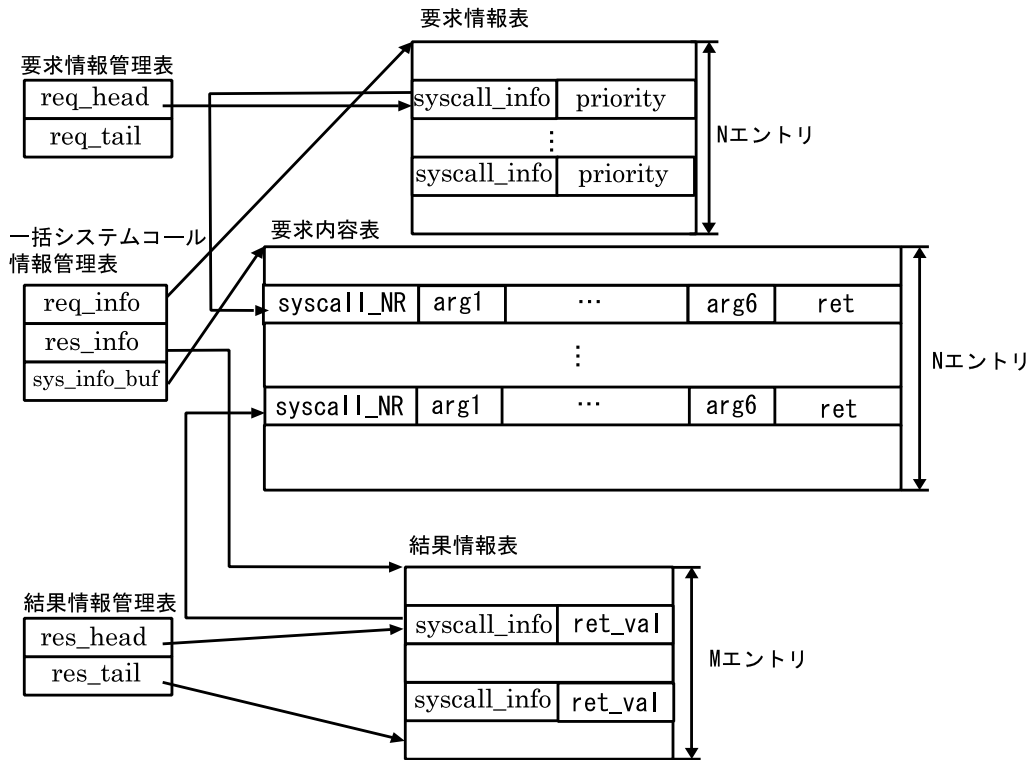 要求情報表
要求情報管理表
req_head
req_tail
syscall_info priority
⋮
syscall_info priority
Nエントリ
一括システムコール
情報管理表
req_info
res_info
sys_info_buf
要求内容表
syscall_NR arg1 … arg6 ret
⋮
syscall_NR arg1 … arg6 ret
Nエントリ
結果情報表
結果情報管理表
res_head
res_tail
syscall_info ret_val
syscall_info ret_val
Mエントリ